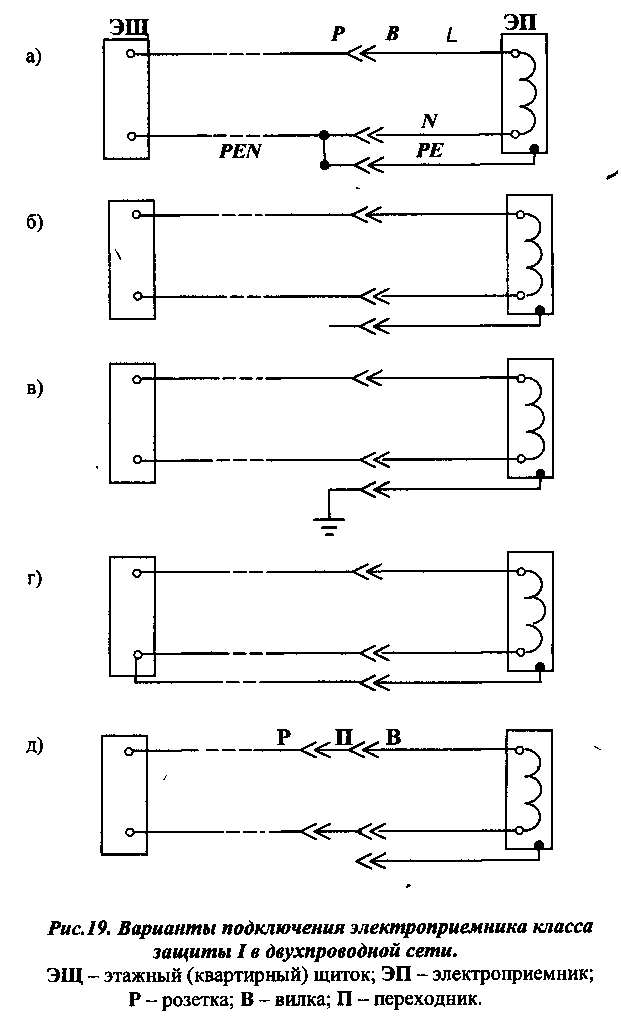 ЭЩ ЭП
а) P B L
N
PEN PE
б)
в)
г)
д) Р П В
Рис.19. Варианты подключения электроприемника класса
защиты I в двухпроводной сети.
ЭЩ – этажный (квартирный) щиток; ЭП – электроприемник;
Р – розетка; В – вилка; П – переходник.